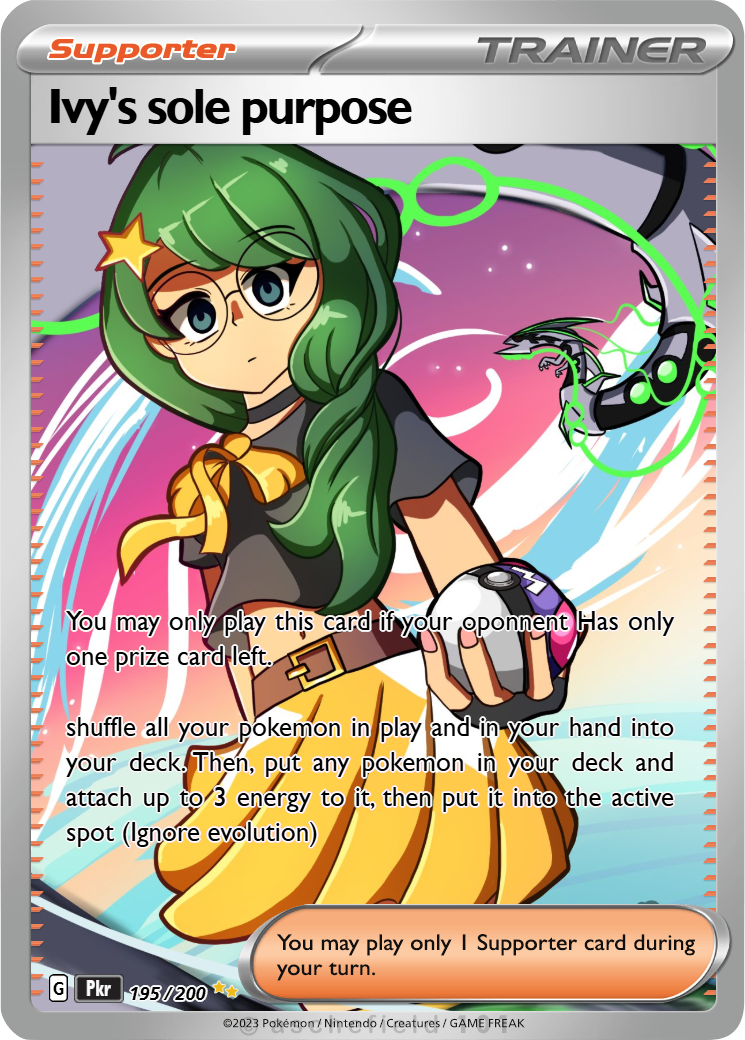 Supporter
TRAINER
Ivy's sole purpose
You may only play this card if your oponnent Has only
one prize card left.
shuffle all your pokemon in play and in your hand into
your deck. Then, put any pokemon in your deck and
attach up to 3 energy to it, then put it into the active
spot (Ignore evolution)
You may play only 1 Supporter card during
your turn.
G Pkr 195/200
©2023 Pokémon / Nintendo / Creatures / GAME FREAK